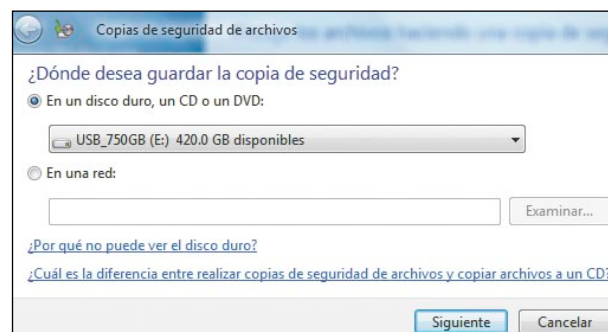 Copias de seguridad de archivos
¿Dónde desea guardar la copia de seguridad?
En un disco duro, un CD o un DVD:
USB_750GB (E:) 420.0 GB disponibles
En una red:
Examinar...
¿Por qué no puede ver el disco duro?
¿Cuál es la diferencia entre realizar copias de seguridad de archivos y copiar archivos a un CD?
Siguiente Cancelar